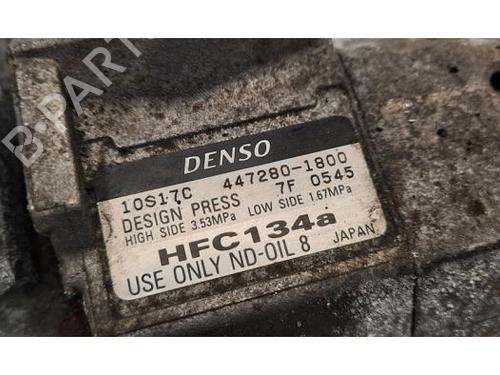 B-PARTS
DENSO
10S17C 447280-1800
DESIGN PRESS 7F 0545
HIGH SIDE 3.53MPa LOW SIDE 1.67MPa
HFC134a
USE ONLY ND-OIL 8 JAPAN